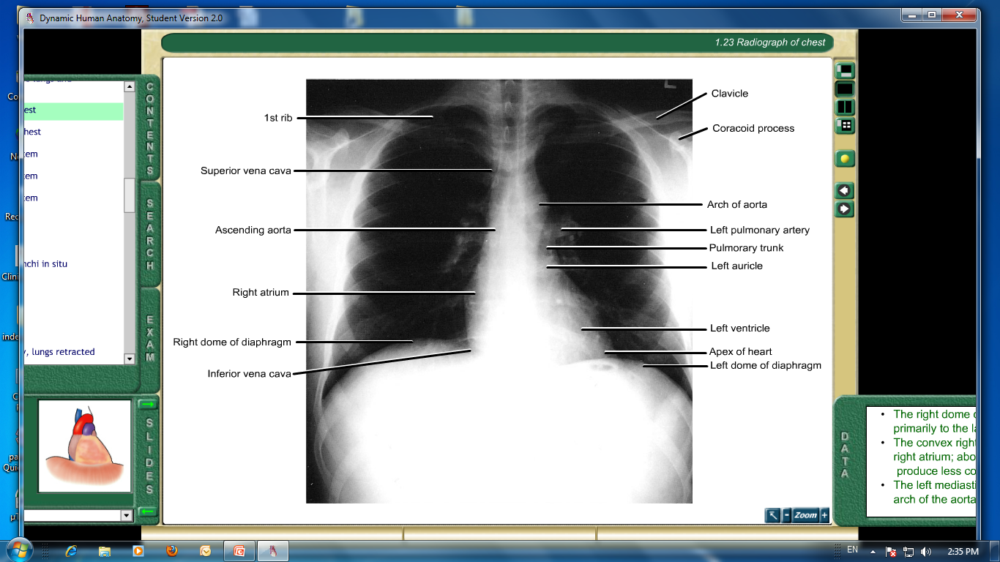 Dynamic Human Anatomy, Student Version 2.0
1.23 Radiograph of chest
est
hest
tem
tem
tem
nchi in situ
y, lungs retracted
CONTENTS
SEARCH
EXAM
SLIDES
L
1st rib
Superior vena cava
Ascending aorta
Right atrium
Right dome of diaphragm
Inferior vena cava
Clavicle
Coracoid process
Arch of aorta
Left pulmonary artery
Pulmorary trunk
Left auricle
Left ventricle
Apex of heart
Left dome of diaphragm
- Zoom +
DATA
• The right dome
primarily to the la
• The convex right
right atrium; abo
produce less co
• The left mediasti
arch of the aorta
EN
2:35 PM